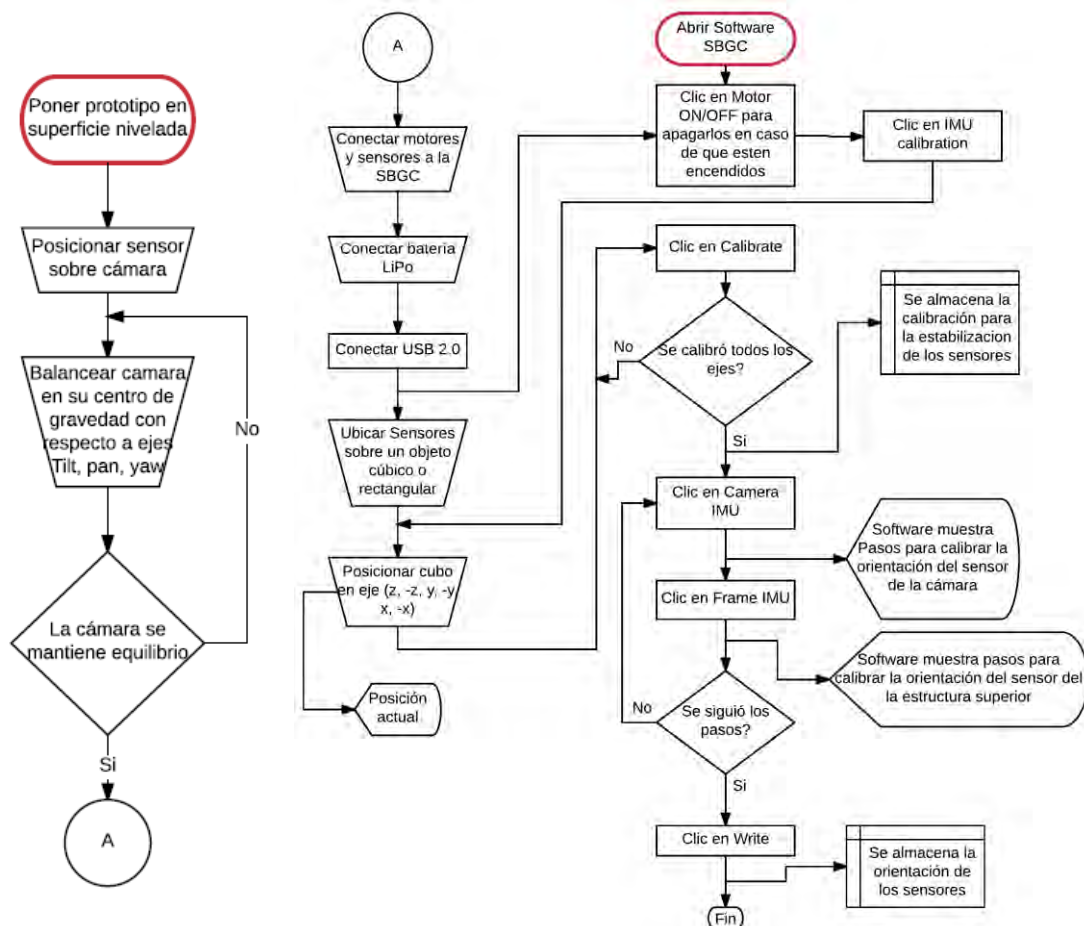 Poner prototipo en
superficie nivelada
Posicionar sensor
sobre cámara
Balancear camara
en su centro de
gravedad con
respecto a ejes
Tilt, pan, yaw
No
La cámara se
mantiene equilibrio
Si
A
A
Conectar motores
y sensores a la
SBGC
Conectar batería
LiPo
Conectar USB 2.0
Ubicar Sensores
sobre un objeto
cúbico o
rectangular
Posicionar cubo
en eje (z, -z, y, -y
x, -x)
Posición
actual
Abrir Software
SBGC
Clic en Motor
ON/OFF para
apagarlos en caso
de que esten
encendidos
Clic en IMU
calibration
Clic en Calibrate
Se calibró todos los
ejes?
No
Si
Se almacena la
calibración para
la estabilizacion
de los sensores
Clic en Camera
IMU
Software muestra
Pasos para calibrar la
orientación del sensor
de la cámara
Clic en Frame IMU
Software muestra pasos para
calibrar la orientación del sensor del
la estructura superior
Se siguió los
pasos?
No
Si
Clic en Write
Se almacena la
orientación de
los sensores
Fin